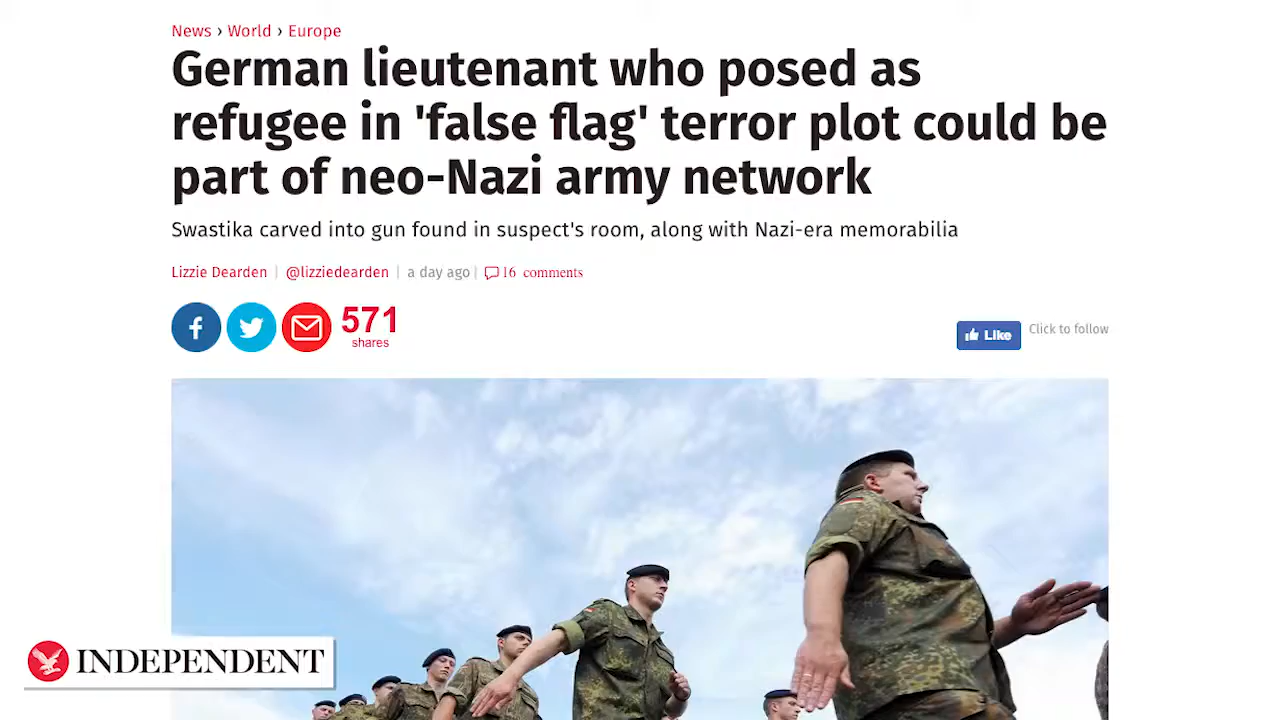 News › World › Europe
German lieutenant who posed as
refugee in 'false flag' terror plot could be
part of neo-Nazi army network
Swastika carved into gun found in suspect's room, along with Nazi-era memorabilia
Lizzie Dearden | @lizziedearden | a day ago | 16 comments
571
shares
Like Click to follow
INDEPENDENT